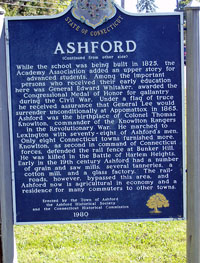 STATE OF CONNECTICUT
ASHFORD
(Continued from other side)
While the school was being built in 1825, the
Academy Association added an upper story for
advanced students. Among the important
persons who received their early education
here was General Edward Whitaker, awarded the
Congressional Medal of Honor for gallantry
during the Civil War. Under a flag of truce
he received assurance that General Lee would
surrender unconditionally at Appomattox in 1865.
Ashford was the birthplace of Colonel Thomas
Knowlton, commander of the Knowlton Rangers
in the Revolutionary War. He marched to
Lexington with seventy-eight of Ashford's men.
Only eight Connecticut towns furnished more.
Knowlton, as second in command of Connecticut
forces, defended the rail fence at Bunker Hill.
He was killed in the Battle of Harlem Heights.
Early in the 19th century Ashford had a number
of grain and saw mills, several tanneries, a
cotton mill, and a glass factory. The rail-
roads, however, bypassed this area, and
Ashford now is agricultural in economy and a
residence for many commuters to other towns.
Erected by the Town of Ashford
the Ashford Historical Society
and the Connecticut Historical Commission
1980